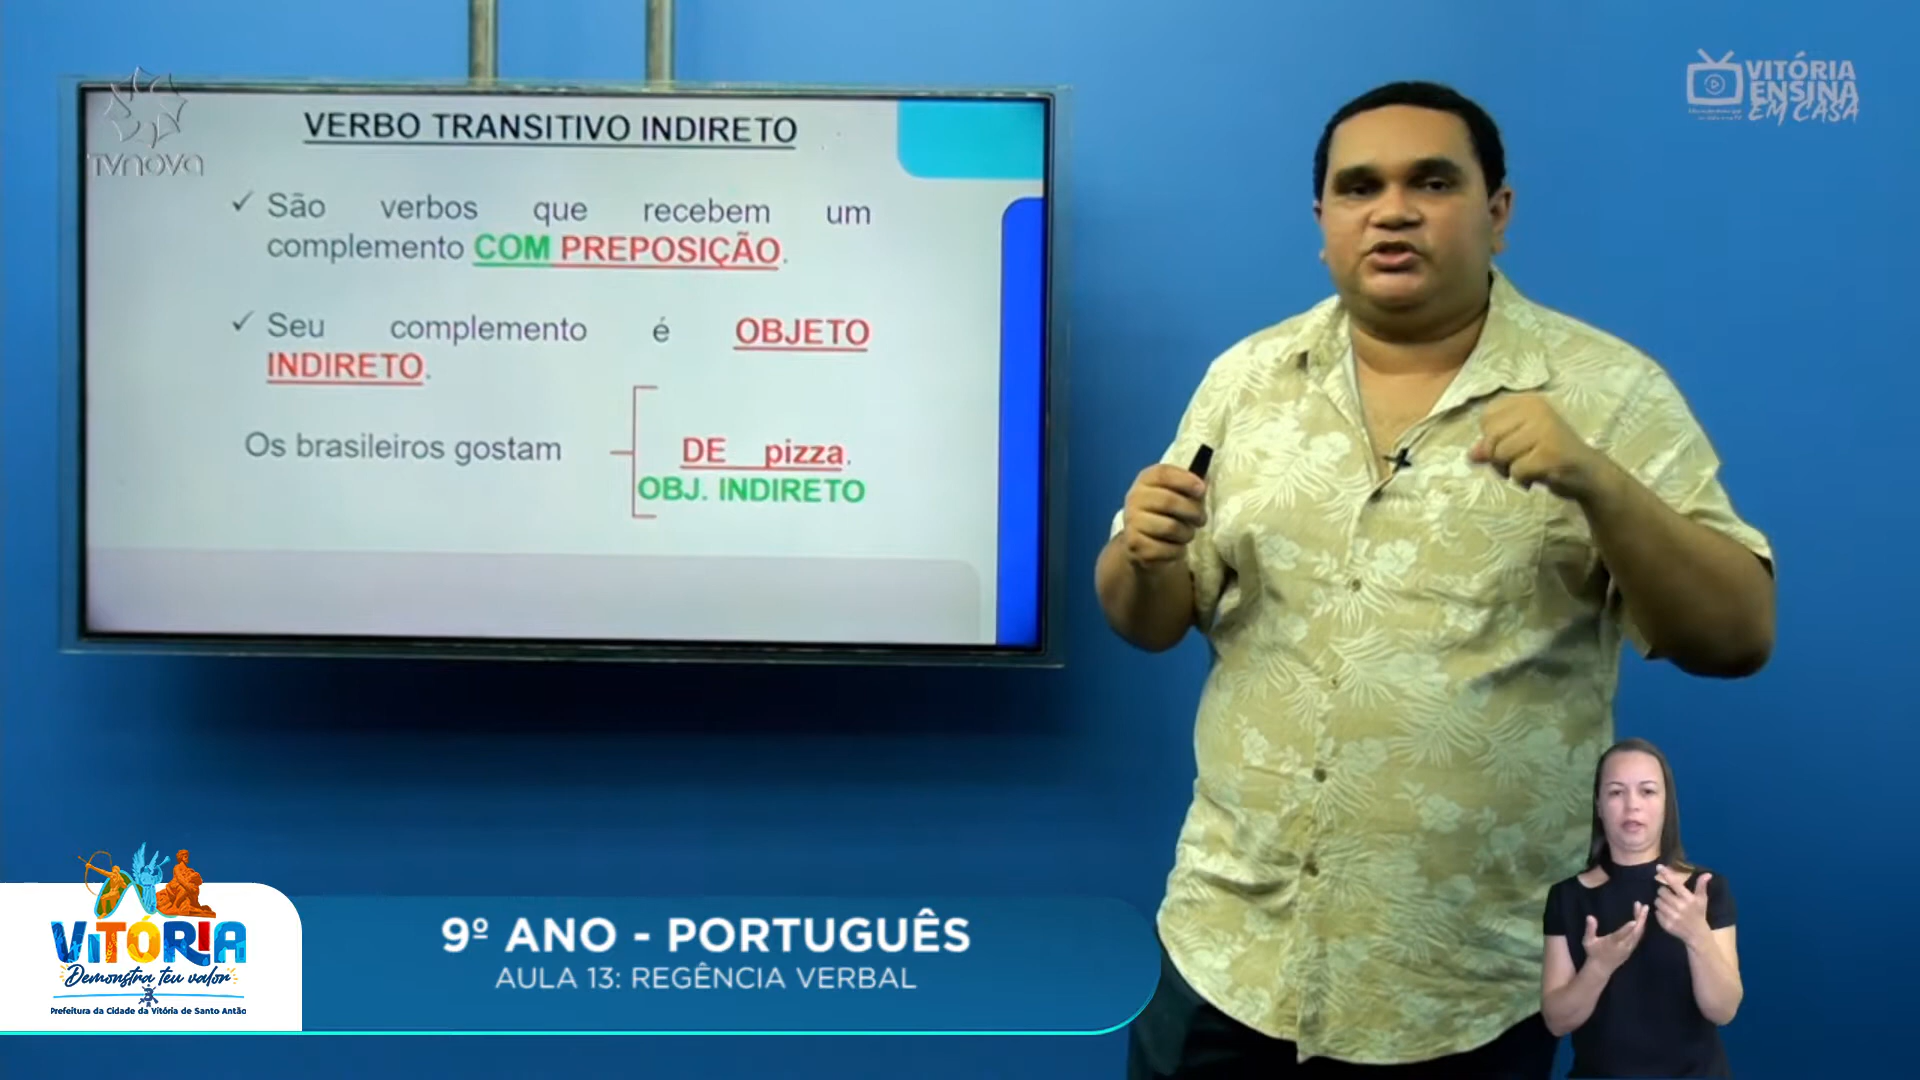 TVNOVA
VERBO TRANSITIVO INDIRETO
✓ São verbos que recebem um
complemento COM PREPOSIÇÃO.
✓ Seu complemento é OBJETO
INDIRETO.
Os brasileiros gostam DE pizza.
OBJ. INDIRETO
VITÓRIA
ENSINA
EM CASA
VITÓRIA
Demonstra teu valor
Prefeitura da Cidade da Vitória de Santo Antão
9º ANO - PORTUGUÊS
AULA 13: REGÊNCIA VERBAL